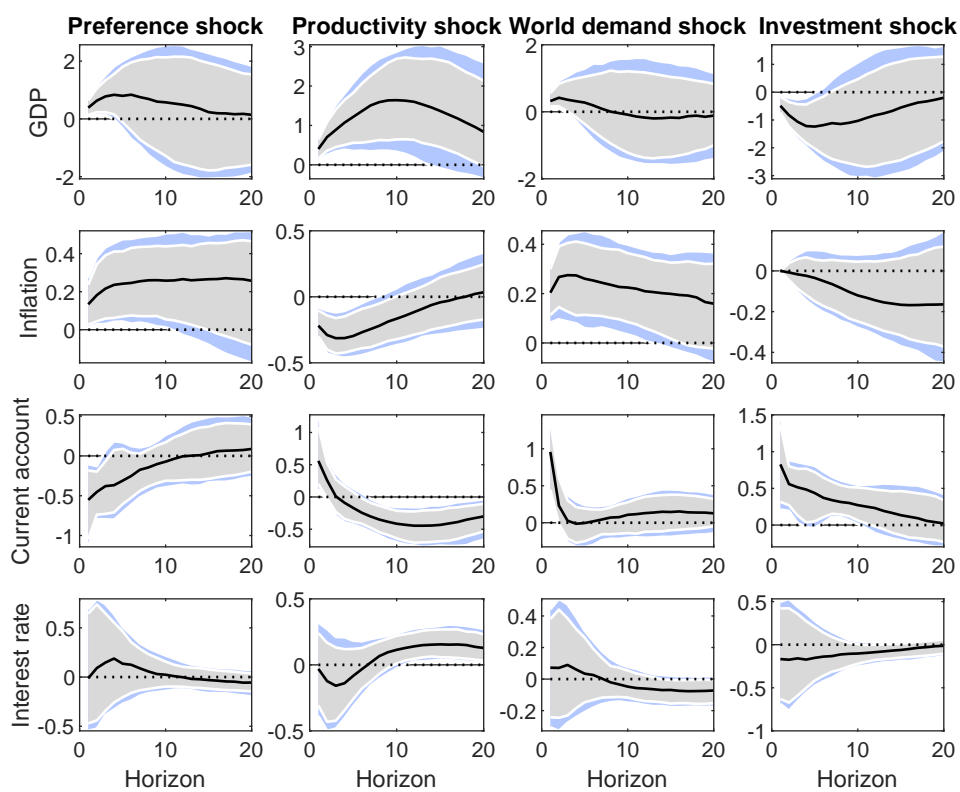 Preference shock Productivity shock World demand shock Investment shock
GDP
2
0
-2
0 10 20
3
2
1
0
0 10 20
2
0
-2
0 10 20
1
0
-1
-2
-3
0 10 20
Inflation
0.4
0.2
0
0 10 20
0.5
0
-0.5
0 10 20
0.4
0.2
0
0 10 20
0
-0.2
-0.4
0 10 20
Current account
0.5
0
-0.5
-1
0 10 20
1
0.5
0
-0.5
0 10 20
1
0.5
0
0 10 20
1.5
1
0.5
0
0 10 20
Interest rate
0.5
0
-0.5
0 10 20
Horizon
0.5
0
-0.5
0 10 20
Horizon
0.4
0.2
0
-0.2
0 10 20
Horizon
0.5
0
-0.5
-1
0 10 20
Horizon